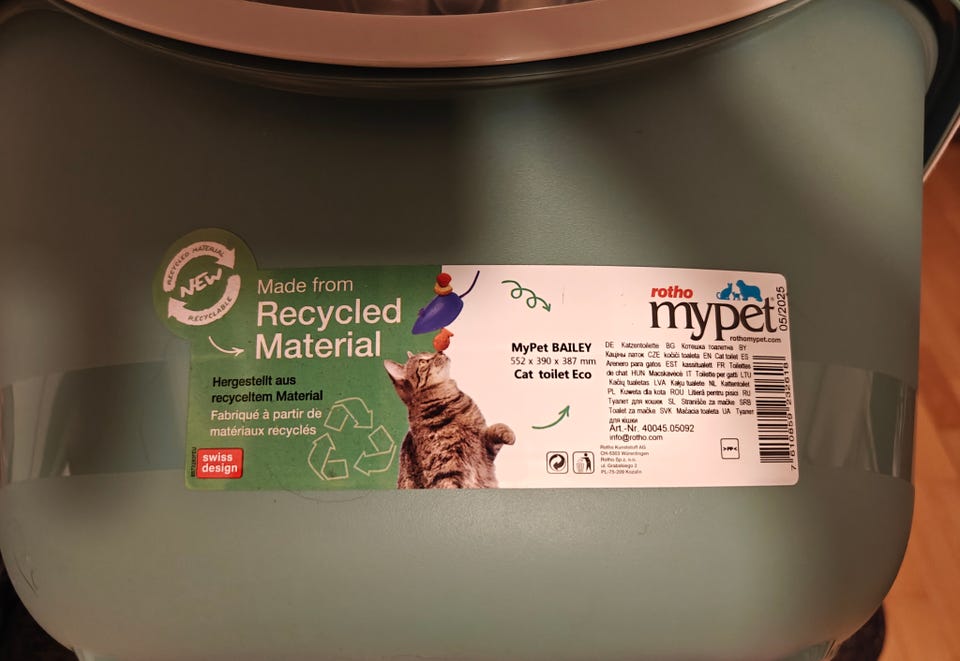 RECYCLED MATERIAL
NEW
RECYCLABLE
Made from
Recycled
Material
Hergestellt aus
recyceltem Material
Fabriqué à partir de
matériaux recyclés
swiss
design
MyPet BAILEY
552 x 390 x 387 mm
Cat toilet Eco
rotho
mypet
rothomypet.com
05/2025
DE Katzentoilette BG Котешка тоалетна BY
Кацiны латок CZE kočičí toaleta EN Cat toilet ES
Arenero para gatos EST kassitualett FR Toilettes
de chat HUN Macskavécé IT Toilette per gatti LTU
Kačių tualetas LVA Kaķu tualete NL Kattentoilet
PL Kuweta dla kota ROU Litieră pentru pisici RU
Туалет для кошки SL Stranišče za mačke SRB
Toalet za mačke SVK Mačacia toaleta UA Туалет
для кішки
Art.-Nr. 40045.05092
info@rotho.com
Rotho Kunststoff AG
CH-5303 Würenlingen
Rotho Sp.z. o.o.
UL. Grabskiego 2
PL-75-209 Koszalin
>PP<
7 610859 232678